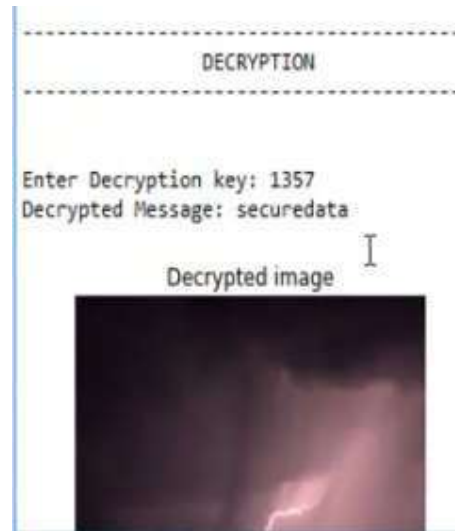 DECRYPTION
Enter Decryption key: 1357
Decrypted Message: securedata
Decrypted image